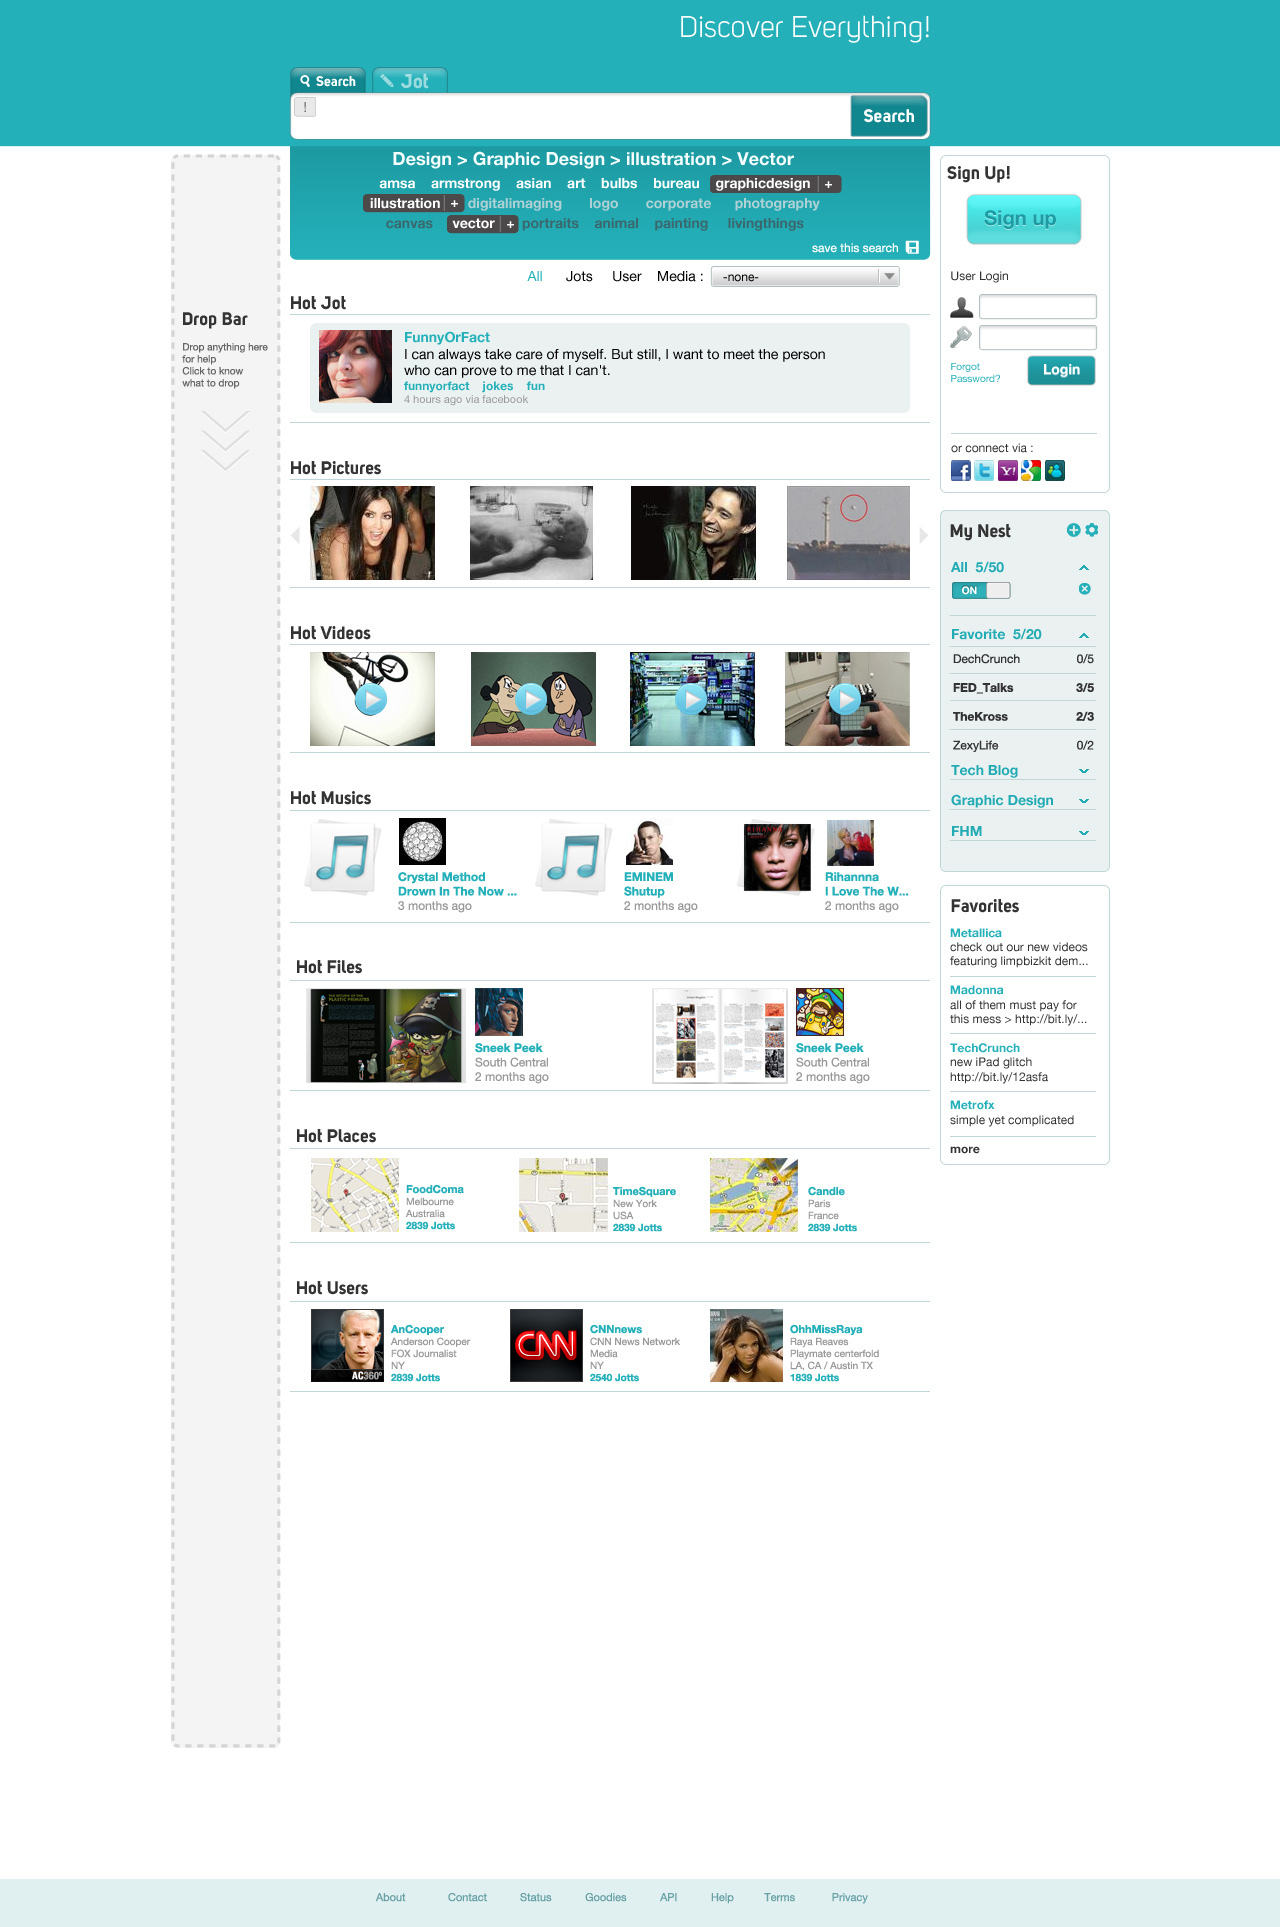 Discover Everything!
Search
Jot
!
Search
Design > Graphic Design > illustration > Vector
amsa armstrong asian art bulbs bureau graphicdesign +
illustration + digitalimaging logo corporate photography
canvas vector + portraits animal painting livingthings
save this search
All Jots User Media : -none-
Drop Bar
Drop anything here
for help
Click to know
what to drop
Hot Jot
FunnyOrFact
I can always take care of myself. But still, I want to meet the person
who can prove to me that I can't.
funnyorfact jokes fun
4 hours ago via facebook
Hot Pictures
Hot Videos
Hot Musics
Crystal Method
Drown In The Now ...
3 months ago
EMINEM
Shutup
2 months ago
RIHANNA
Rihannna
I Love The W...
2 months ago
Hot Files
PLASTIC PRIMATES
Sneek Peek
South Central
2 months ago
Sneek Peek
South Central
2 months ago
Hot Places
FoodComa
Melbourne
Australia
2839 Jotts
TimeSquare
New York
USA
2839 Jotts
Candle
Paris
France
2839 Jotts
Hot Users
AC360°
AnCooper
Anderson Cooper
FOX Journalist
NY
2839 Jotts
CNN
CNNnews
CNN News Network
Media
NY
2540 Jotts
OhhMissRaya
Raya Reaves
Playmate centerfold
LA, CA / Austin TX
1839 Jotts
Sign Up!
Sign up
User Login
Forgot
Password?
Login
or connect via :
Y!
My Nest
All 5/50
ON
Favorite 5/20
DechCrunch 0/5
FED_Talks 3/5
TheKross 2/3
ZexyLife 0/2
Tech Blog
Graphic Design
FHM
Favorites
Metallica
check out our new videos
featuring limpbizkit dem...
Madonna
all of them must pay for
this mess > http://bit.ly/...
TechCrunch
new iPad glitch
http://bit.ly/12asfa
Metrofx
simple yet complicated
more
About Contact Status Goodies API Help Terms Privacy